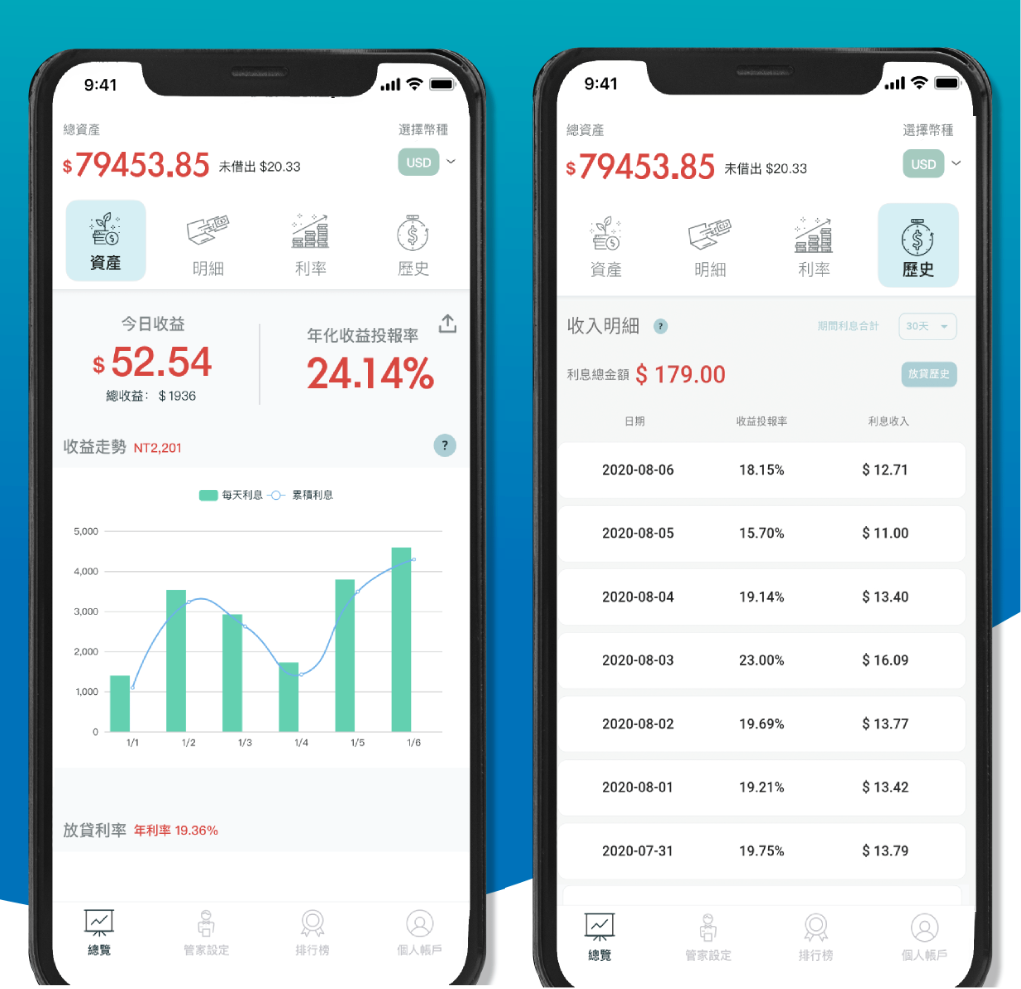 9:41
總資產
選擇幣種
$79453.85 未借出 $20.33
USD
資產
明細
利率
歷史
今日收益
$52.54
總收益： $1936
年化收益投報率
24.14%
收益走勢 NT2,201
?
每天利息
累積利息
5,000
4,000
3,000
2,000
1,000
0
1/1 1/2 1/3 1/4 1/5 1/6
放貸利率 年利率 19.36%
總覽
管家設定
排行榜
個人帳戶
9:41
總資產
選擇幣種
$79453.85 未借出 $20.33
USD
資產
明細
利率
歷史
收入明細 ?
期間利息合計 30天
利息總金額 $ 179.00
放貸歷史
日期 收益投報率 利息收入
2020-08-06 18.15% $ 12.71
2020-08-05 15.70% $ 11.00
2020-08-04 19.14% $ 13.40
2020-08-03 23.00% $ 16.09
2020-08-02 19.69% $ 13.77
2020-08-01 19.21% $ 13.42
2020-07-31 19.75% $ 13.79
總覽
管家設定
排行榜
個人帳戶